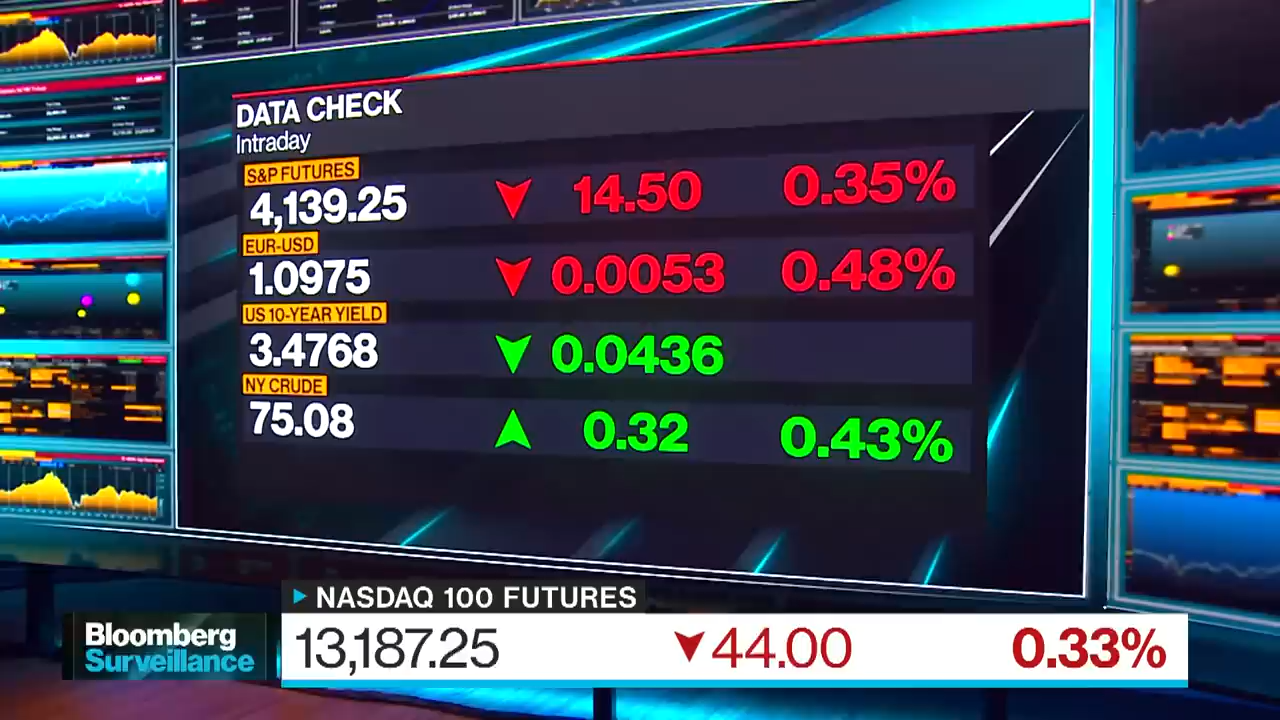 DATA CHECK
Intraday
S&P FUTURES
4,139.25 14.50 0.35%
EUR-USD
1.0975 0.0053 0.48%
US 10-YEAR YIELD
3.4768 0.0436
NY CRUDE
75.08 0.32 0.43%
NASDAQ 100 FUTURES
Bloomberg
Surveillance
13,187.25 44.00 0.33%